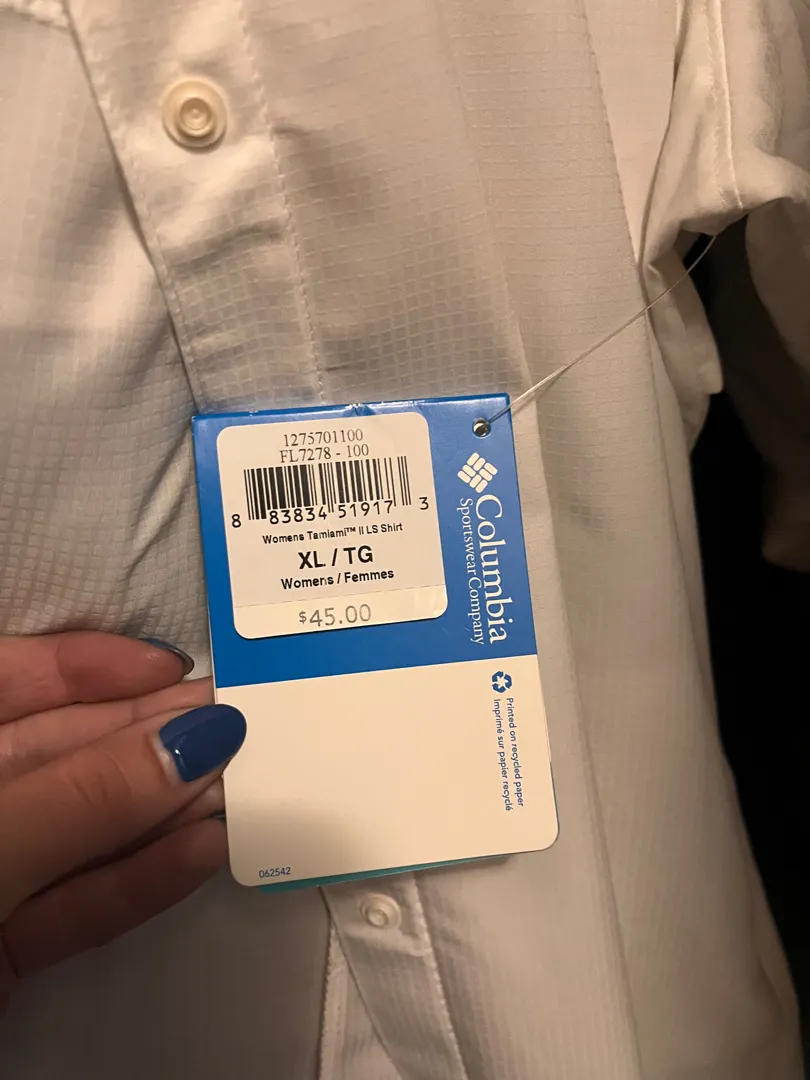 1275701100
FL7278 - 100
8 83834 51917 3
Womens Tamiami™ II LS Shirt
XL / TG
Womens / Femmes
$45.00
Columbia
Sportswear Company
Printed on recycled paper
Imprimé sur papier recyclé
062542